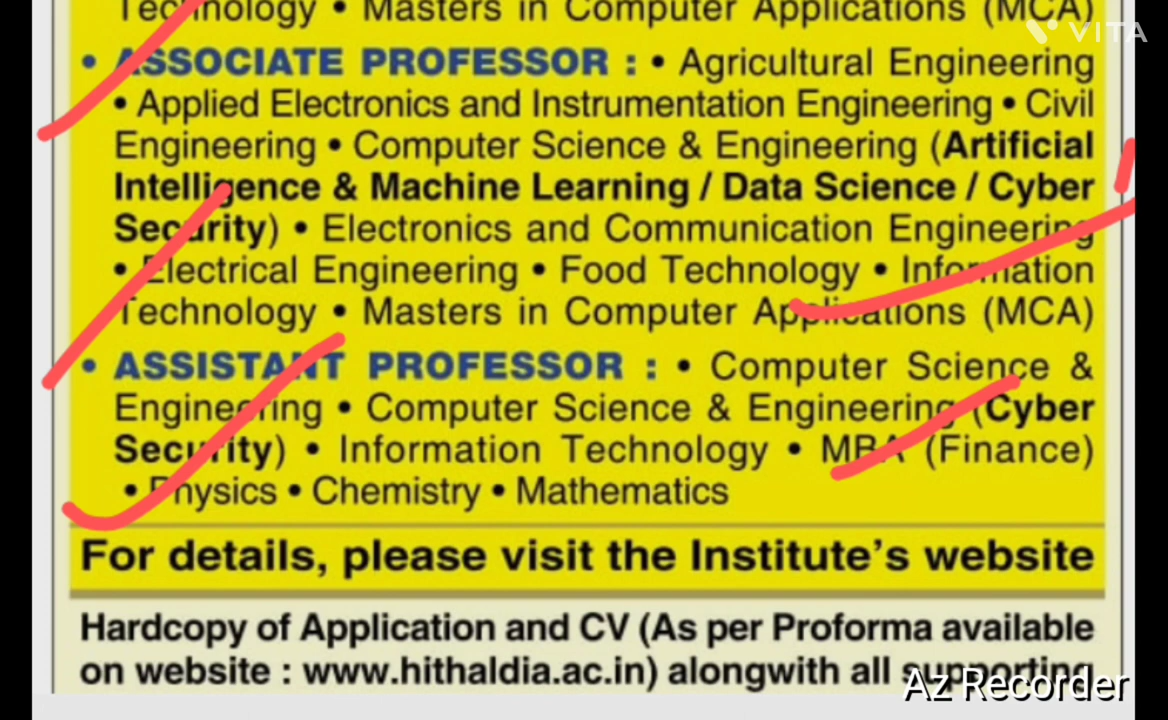 Technology • Masters in Computer Applications (MCA)
VITA
• ASSOCIATE PROFESSOR : • Agricultural Engineering
• Applied Electronics and Instrumentation Engineering • Civil
Engineering • Computer Science & Engineering (Artificial
Intelligence & Machine Learning / Data Science / Cyber
Security) • Electronics and Communication Engineering
• Electrical Engineering • Food Technology • Information
Technology • Masters in Computer Applications (MCA)
• ASSISTANT PROFESSOR : • Computer Science &
Engineering • Computer Science & Engineering (Cyber
Security) • Information Technology • MBA (Finance)
• Physics • Chemistry • Mathematics
For details, please visit the Institute's website
Hardcopy of Application and CV (As per Proforma available
on website : www.hithaldia.ac.in) alongwith all supporting
Az Recorder